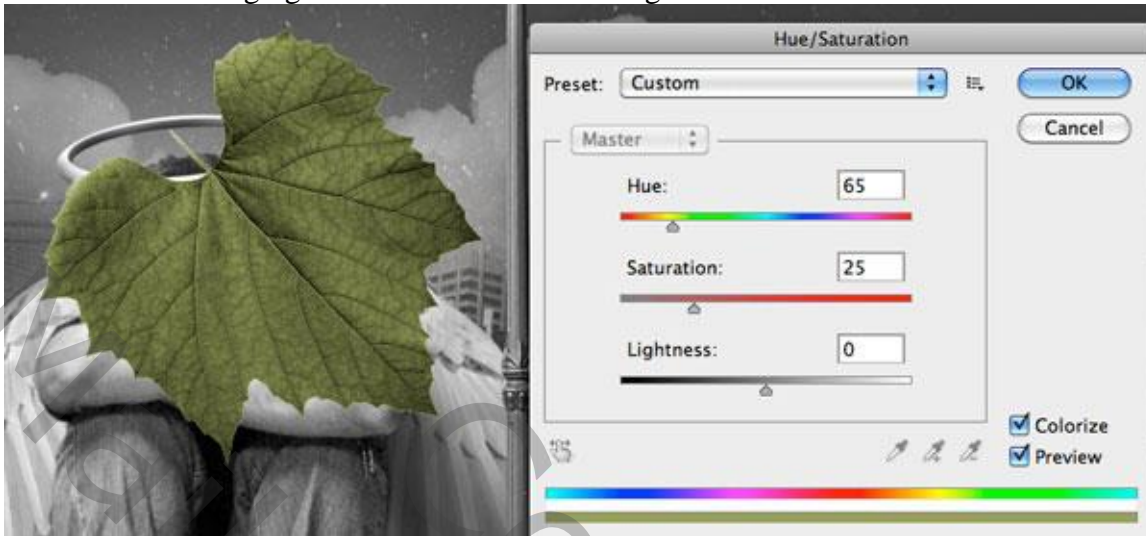 Hue/Saturation
Preset: Custom
OK
Cancel
Master
Hue: 65
Saturation: 25
Lightness: 0
Colorize
Preview